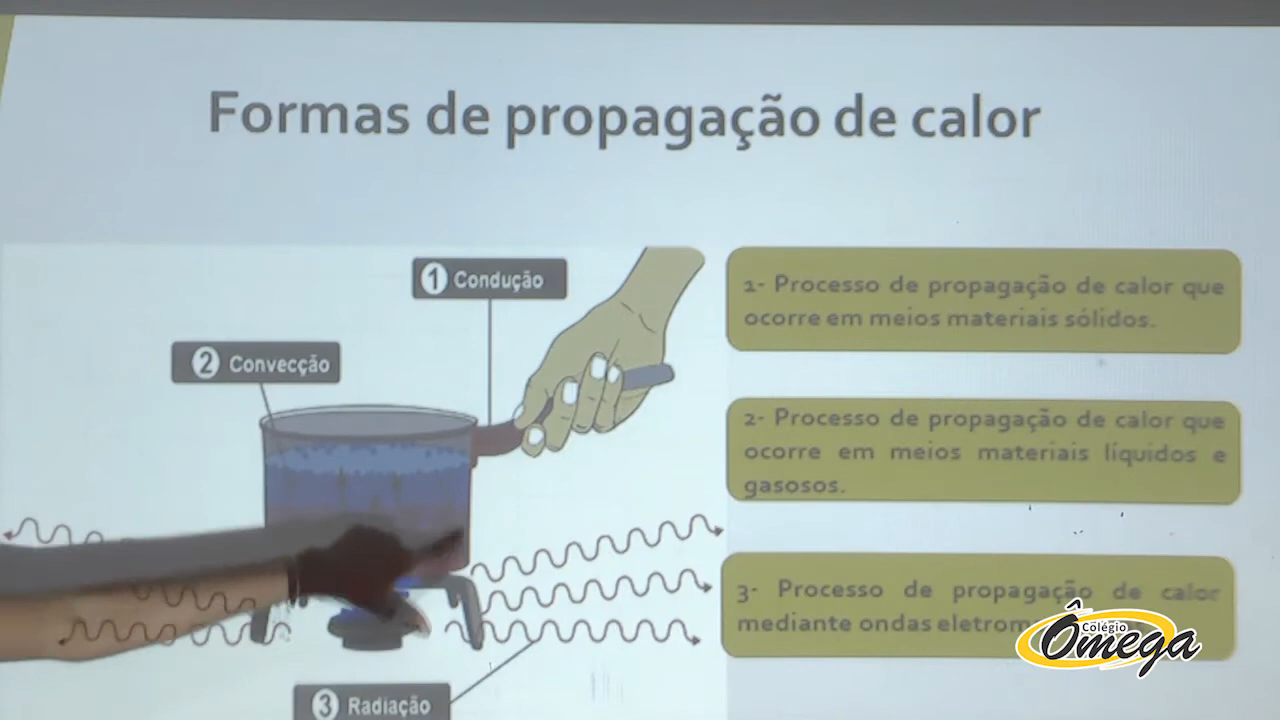 Formas de propagação de calor
1 Condução
2 Convecção
1- Processo de propagação de calor que
ocorre em meios materiais sólidos.
2- Processo de propagação de calor que
ocorre em meios materiais líquidos e
gasosos.
3- Processo de propagação de calor
mediante ondas
3 Radiação
Colégio
Ômega